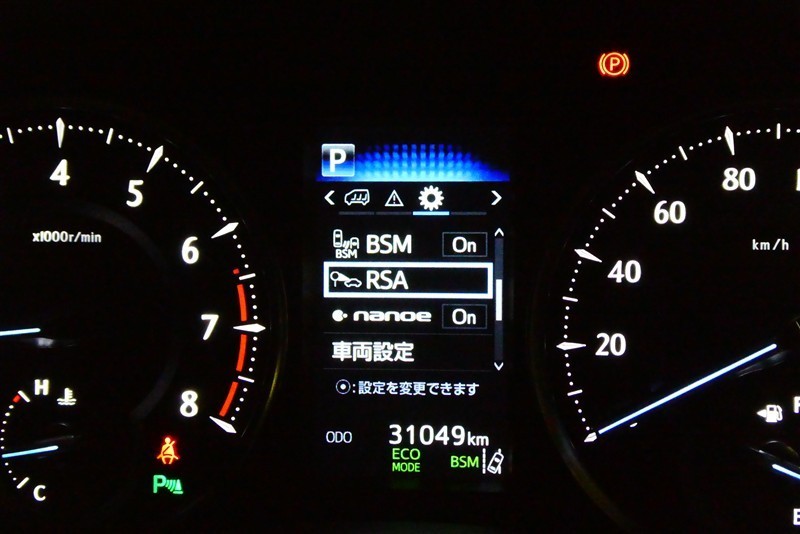 P
P
4
5
x1000r/min
6
7
8
H
C
P
BSM
BSM On
RSA
nanoe On
車両設定
:設定を変更できます
ODO 31049km
ECO
MODE
BSM
80
60
km/h
40
20